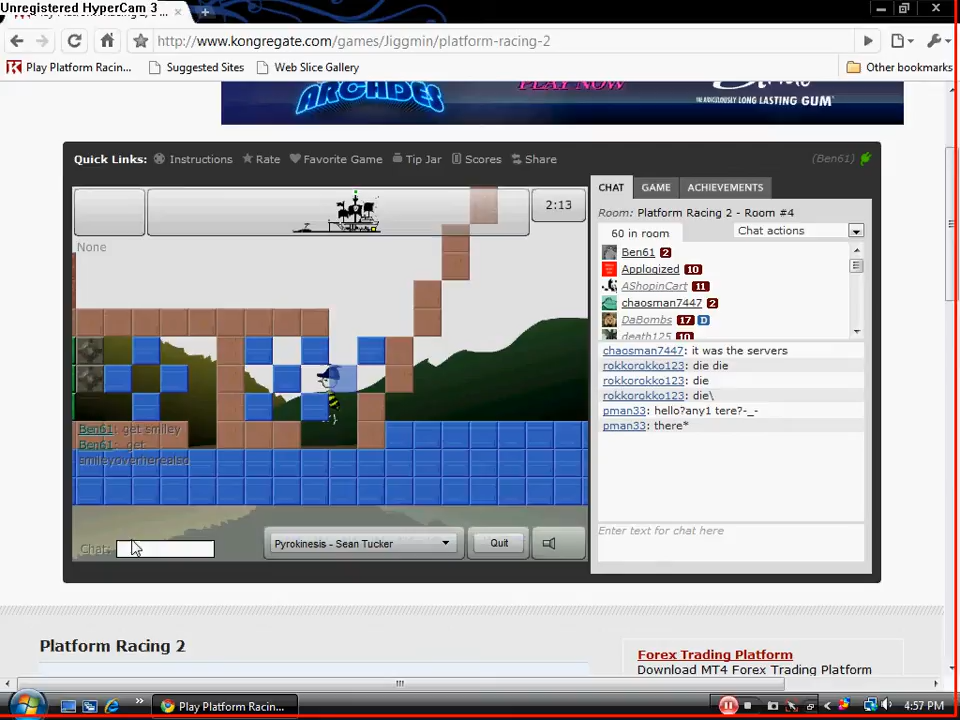 Unregistered HyperCam 3
http://www.kongregate.com/games/Jiggmin/platform-racing-2
Play Platform Racin...
Suggested Sites
Web Slice Gallery
Other bookmarks
ARCADES
PLAY NOW
THE RIDICULOUSLY LONG LASTING GUM®
Quick Links:
Instructions
Rate
Favorite Game
Tip Jar
Scores
Share
(Ben61)
2:13
None
Ben61: get smiley
Ben61: get
smileyoverherealso
Chat:
Pyrokinesis - Sean Tucker
Quit
CHAT
GAME
ACHIEVEMENTS
Room: Platform Racing 2 - Room #4
60 in room
Chat actions
Ben61 2
Applogized 10
AShopinCart 11
chaosman7447 2
DaBombs 17 D
death125 10
chaosman7447: it was the servers
rokkorokko123: die die
rokkorokko123: die
rokkorokko123: die\
pman33: hello?any1 tere?-_-
pman33: there*
Enter text for chat here
Platform Racing 2
Forex Trading Platform
Download MT4 Forex Trading Platform
Play Platform Racin...
4:57 PM